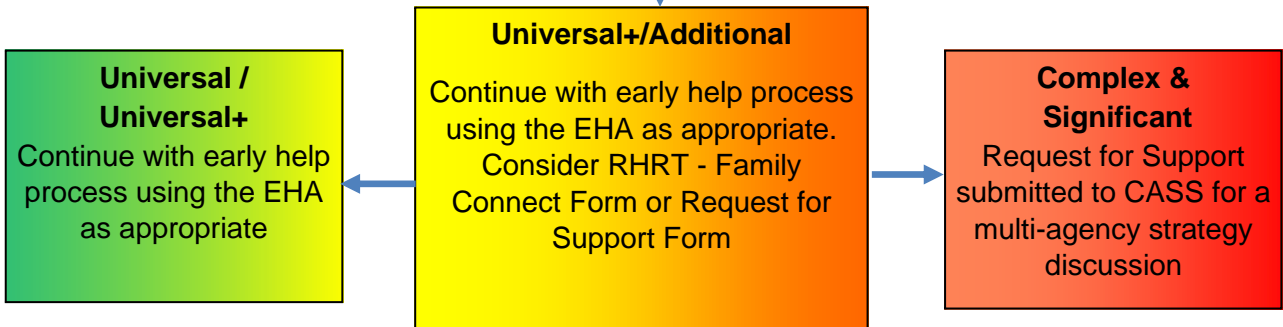 Universal /
Universal+
Continue with early help
process using the EHA
as appropriate
Universal+/Additional
Continue with early help process
using the EHA as appropriate.
Consider RHRT - Family
Connect Form or Request for
Support Form
Complex &
Significant
Request for Support
submitted to CASS for a
multi-agency strategy
discussion